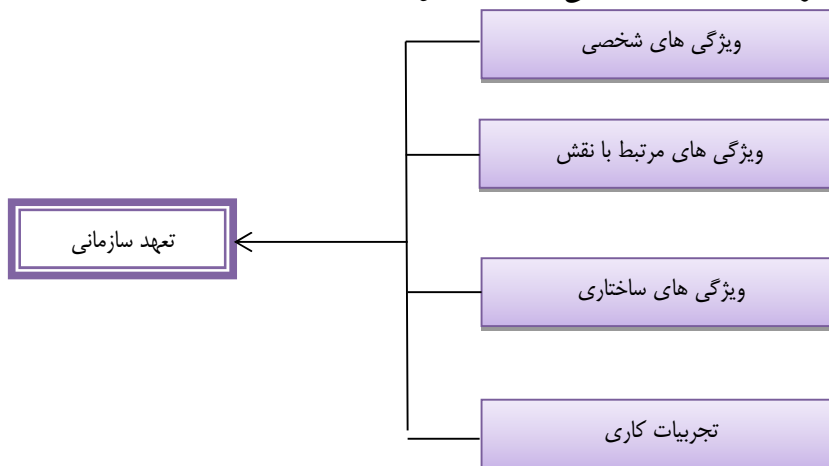 ویژگی های شخصی
ویژگی های مرتبط با نقش
تعهد سازمانی
ویژگی های ساختاری
تجربیات کاری